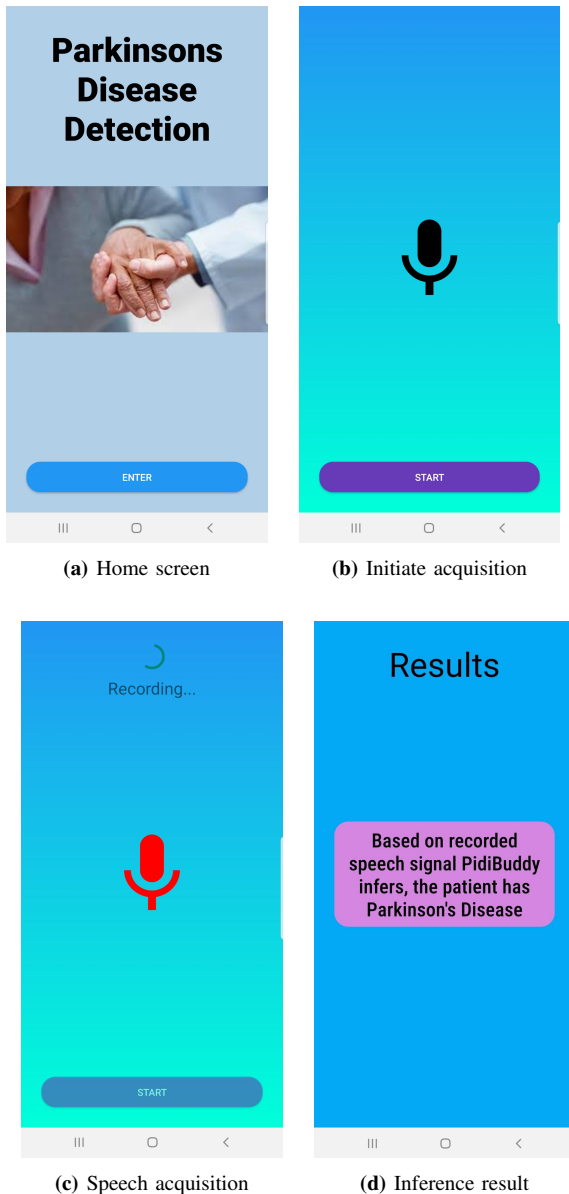 Parkinsons
Disease
Detection
ENTER
START
(a) Home screen
(b) Initiate acquisition
Recording...
START
Results
Based on recorded
speech signal PidiBuddy
infers, the patient has
Parkinson's Disease
(c) Speech acquisition
(d) Inference result